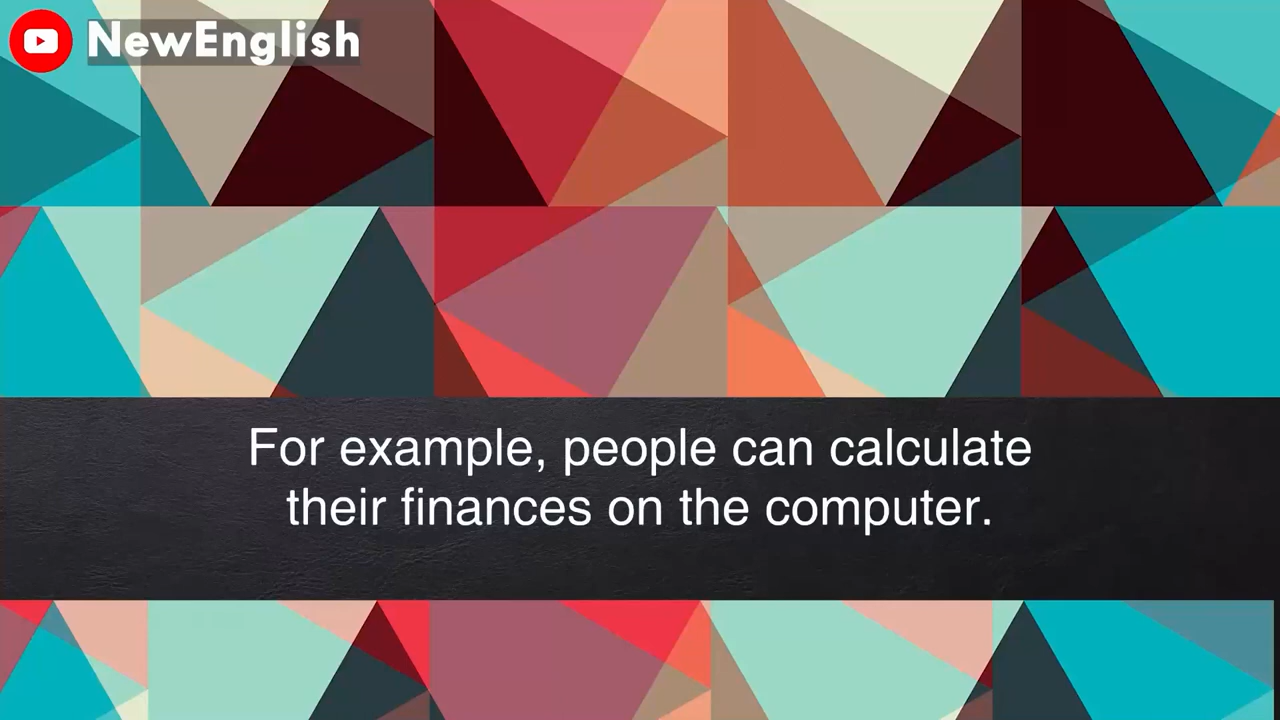 NewEnglish
For example, people can calculate
their finances on the computer.